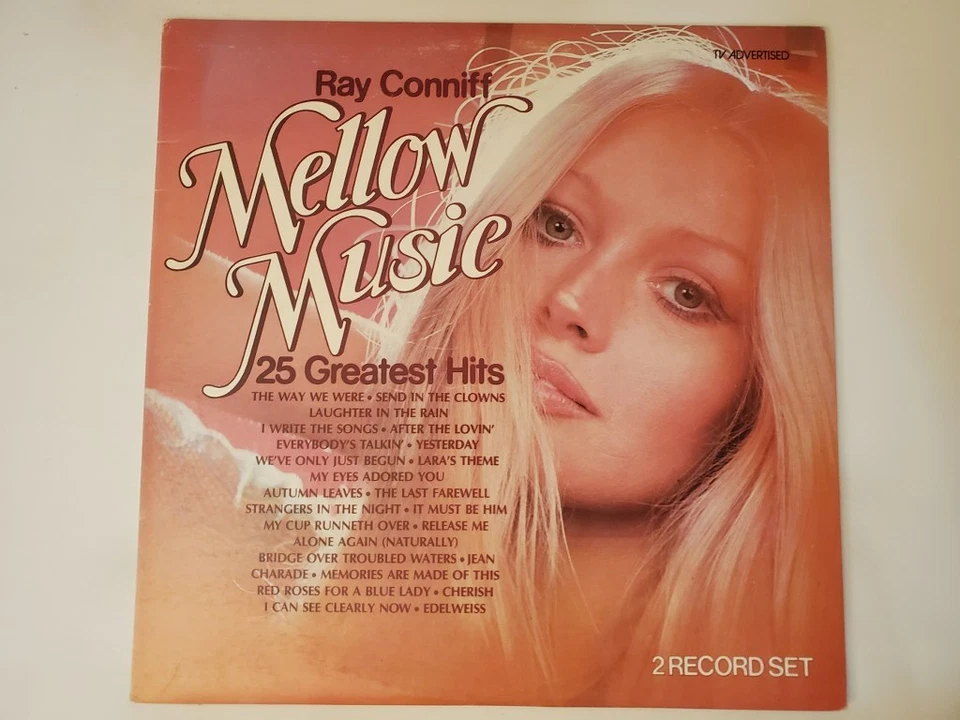 TV ADVERTISED
Ray Conniff
Mellow
Music
25 Greatest Hits
THE WAY WE WERE • SEND IN THE CLOWNS
LAUGHTER IN THE RAIN
I WRITE THE SONGS • AFTER THE LOVIN'
EVERYBODY'S TALKIN' • YESTERDAY
WE'VE ONLY JUST BEGUN • LARA'S THEME
MY EYES ADORED YOU
AUTUMN LEAVES • THE LAST FAREWELL
STRANGERS IN THE NIGHT • IT MUST BE HIM
MY CUP RUNNETH OVER • RELEASE ME
ALONE AGAIN (NATURALLY)
BRIDGE OVER TROUBLED WATERS • JEAN
CHARADE • MEMORIES ARE MADE OF THIS
RED ROSES FOR A BLUE LADY • CHERISH
I CAN SEE CLEARLY NOW • EDELWEISS
2 RECORD SET